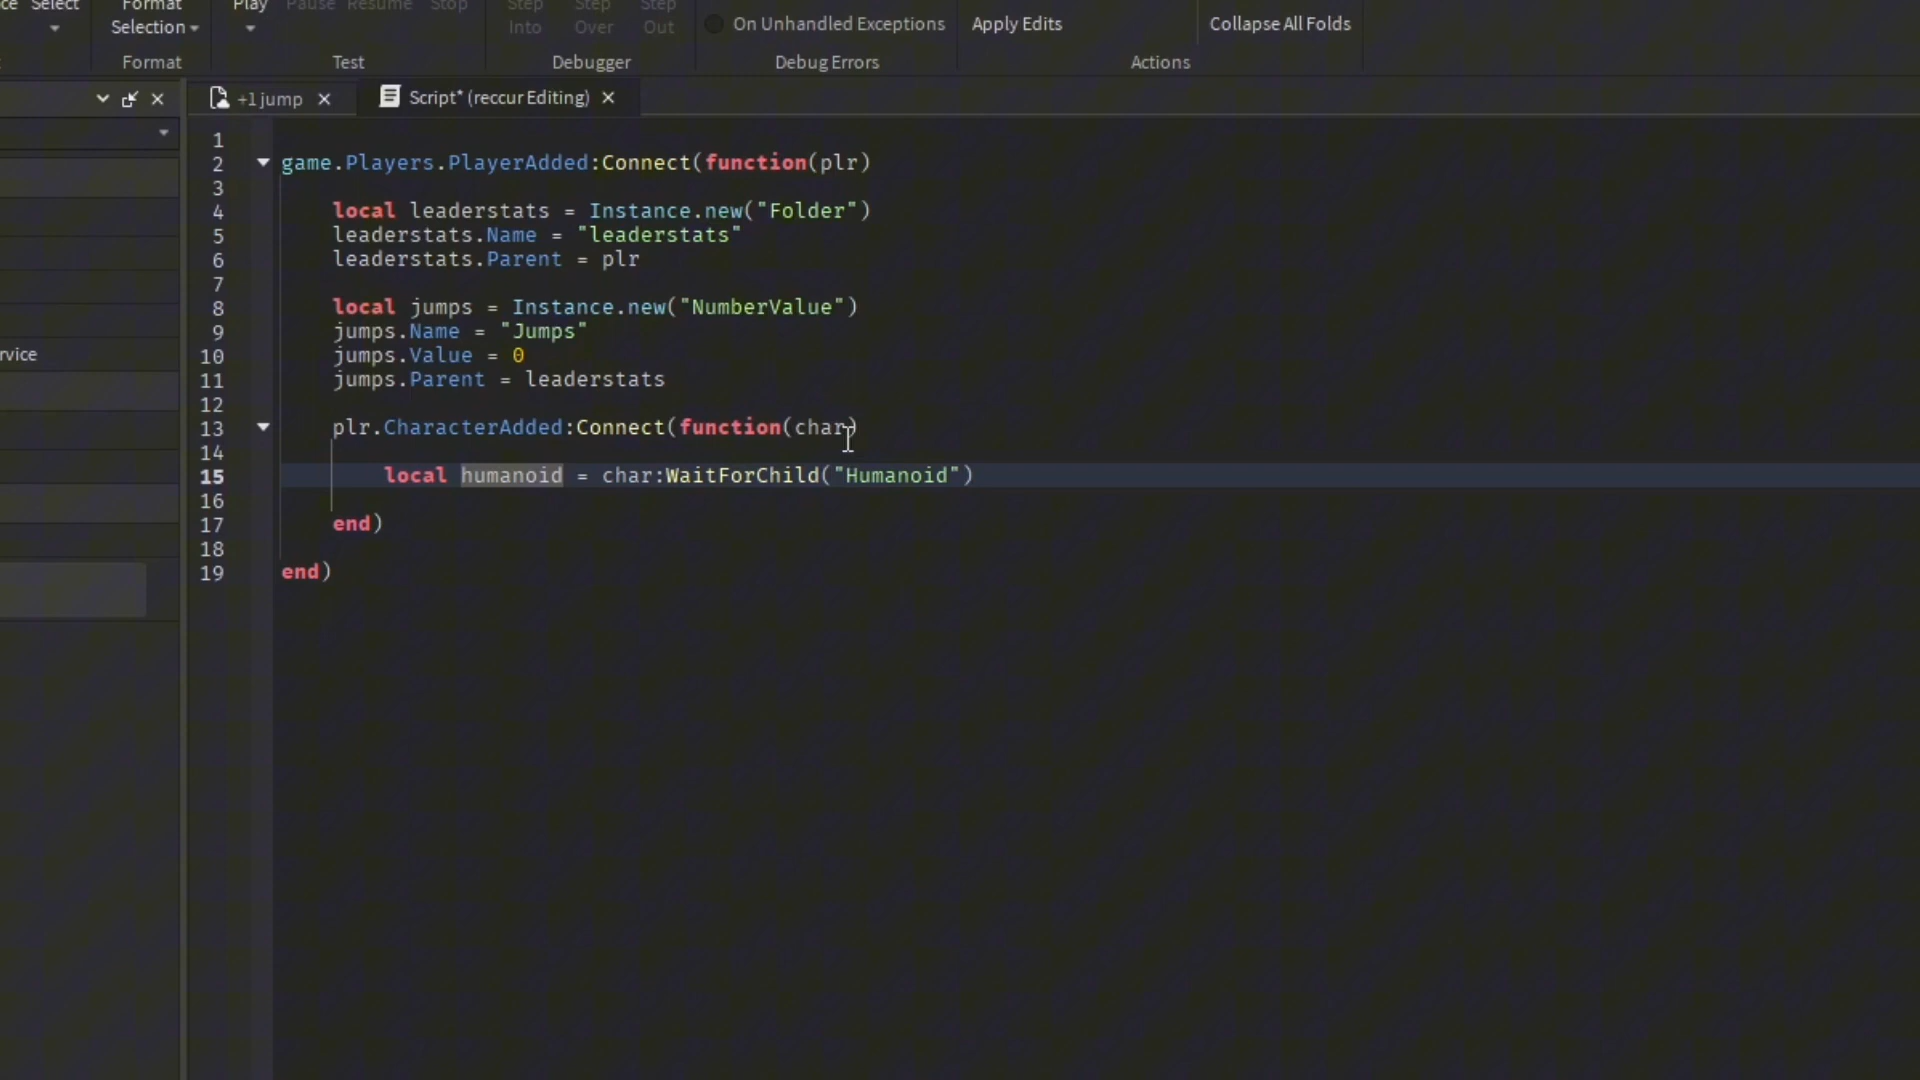 ce Select Format Play Pause Resume Stop Step Step Step On Unhandled Exceptions Apply Edits Collapse All Folds
Selection Into Over Out
Format Test Debugger Debug Errors Actions
+1 jump Script* (reccur Editing)
1
2 game.Players.PlayerAdded:Connect(function(plr)
3
4 local leaderstats = Instance.new("Folder")
5 leaderstats.Name = "leaderstats"
6 leaderstats.Parent = plr
7
8 local jumps = Instance.new("NumberValue")
9 jumps.Name = "Jumps"
10 jumps.Value = 0
rvice
11 jumps.Parent = leaderstats
12
13 plr.CharacterAdded:Connect(function(char)
14
15 local humanoid = char:WaitForChild("Humanoid")
16
17 end)
18
19 end)